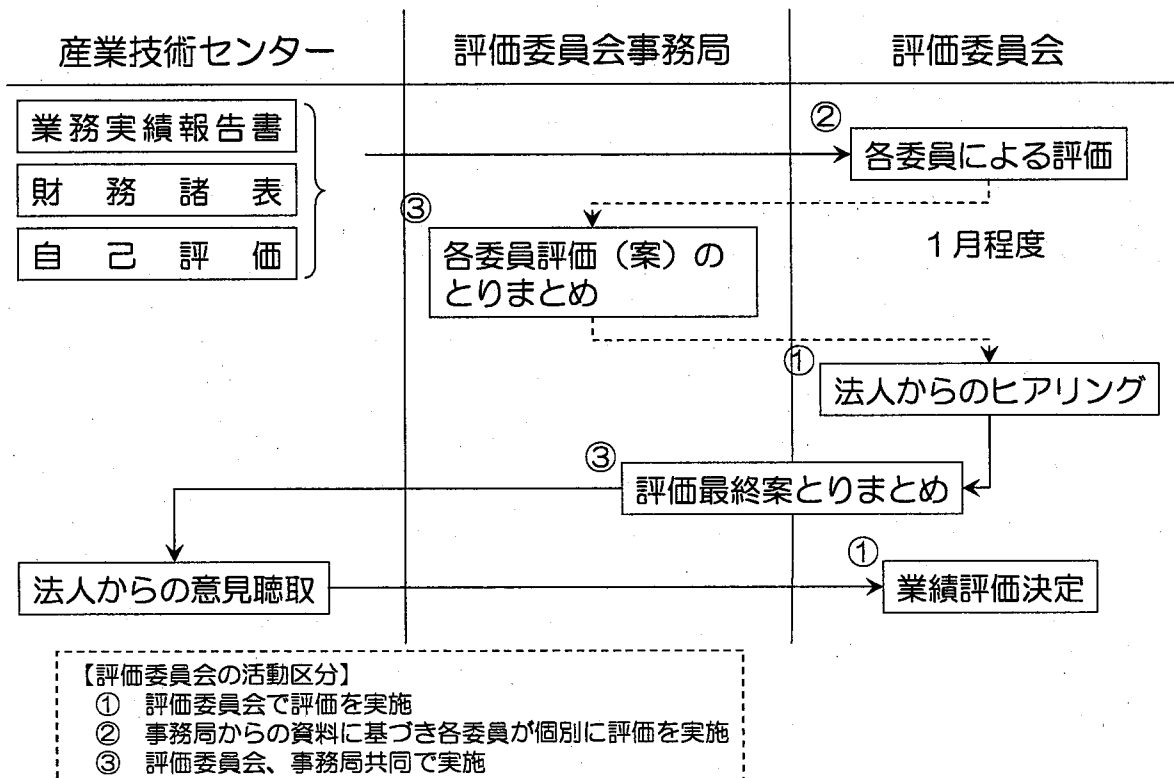 産業技術センター
評価委員会事務局
評価委員会
業務実績報告書
財務諸表
自己評価
②
各委員による評価
③
各委員評価（案）の
とりまとめ
１月程度
①
法人からのヒアリング
③
評価最終案とりまとめ
法人からの意見聴取
①
業績評価決定
【評価委員会の活動区分】
① 評価委員会で評価を実施
② 事務局からの資料に基づき各委員が個別に評価を実施
③ 評価委員会、事務局共同で実施